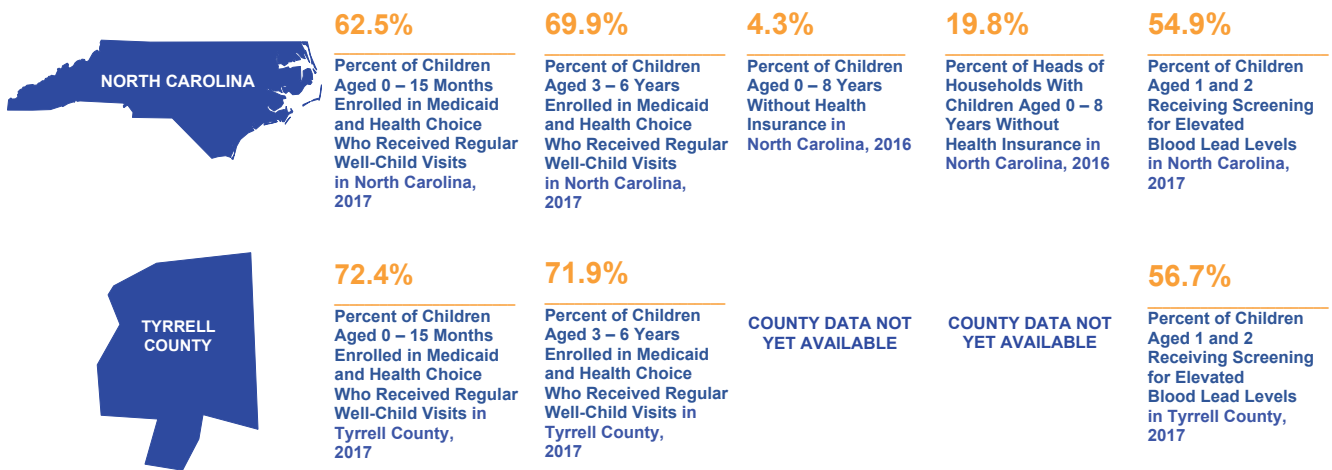 NORTH CAROLINA
62.5%
Percent of Children
Aged 0 – 15 Months
Enrolled in Medicaid
and Health Choice
Who Received Regular
Well-Child Visits
in North Carolina,
2017
69.9%
Percent of Children
Aged 3 – 6 Years
Enrolled in Medicaid
and Health Choice
Who Received Regular
Well-Child Visits
in North Carolina,
2017
4.3%
Percent of Children
Aged 0 – 8 Years
Without Health
Insurance in
North Carolina, 2016
19.8%
Percent of Heads of
Households With
Children Aged 0 – 8
Years Without
Health Insurance in
North Carolina, 2016
54.9%
Percent of Children
Aged 1 and 2
Receiving Screening
for Elevated
Blood Lead Levels
in North Carolina,
2017
TYRRELL
COUNTY
72.4%
Percent of Children
Aged 0 – 15 Months
Enrolled in Medicaid
and Health Choice
Who Received Regular
Well-Child Visits in
Tyrrell County,
2017
71.9%
Percent of Children
Aged 3 – 6 Years
Enrolled in Medicaid
and Health Choice
Who Received Regular
Well-Child Visits in
Tyrrell County,
2017
COUNTY DATA NOT
YET AVAILABLE
COUNTY DATA NOT
YET AVAILABLE
56.7%
Percent of Children
Aged 1 and 2
Receiving Screening
for Elevated
Blood Lead Levels
in Tyrrell County,
2017